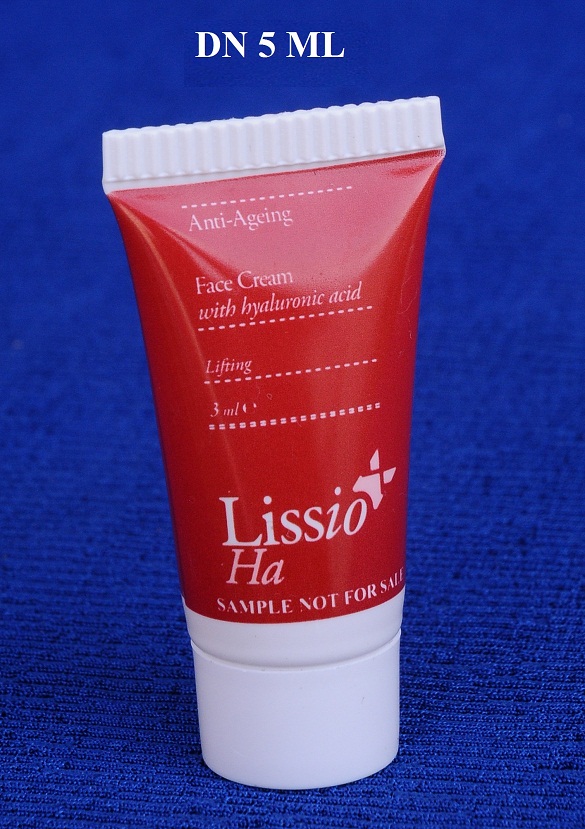 DN 5 ML
Anti-Ageing
Face Cream
with hyaluronic acid
Lifting
3 ml ℮
Lissio
Ha
SAMPLE NOT FOR SALE